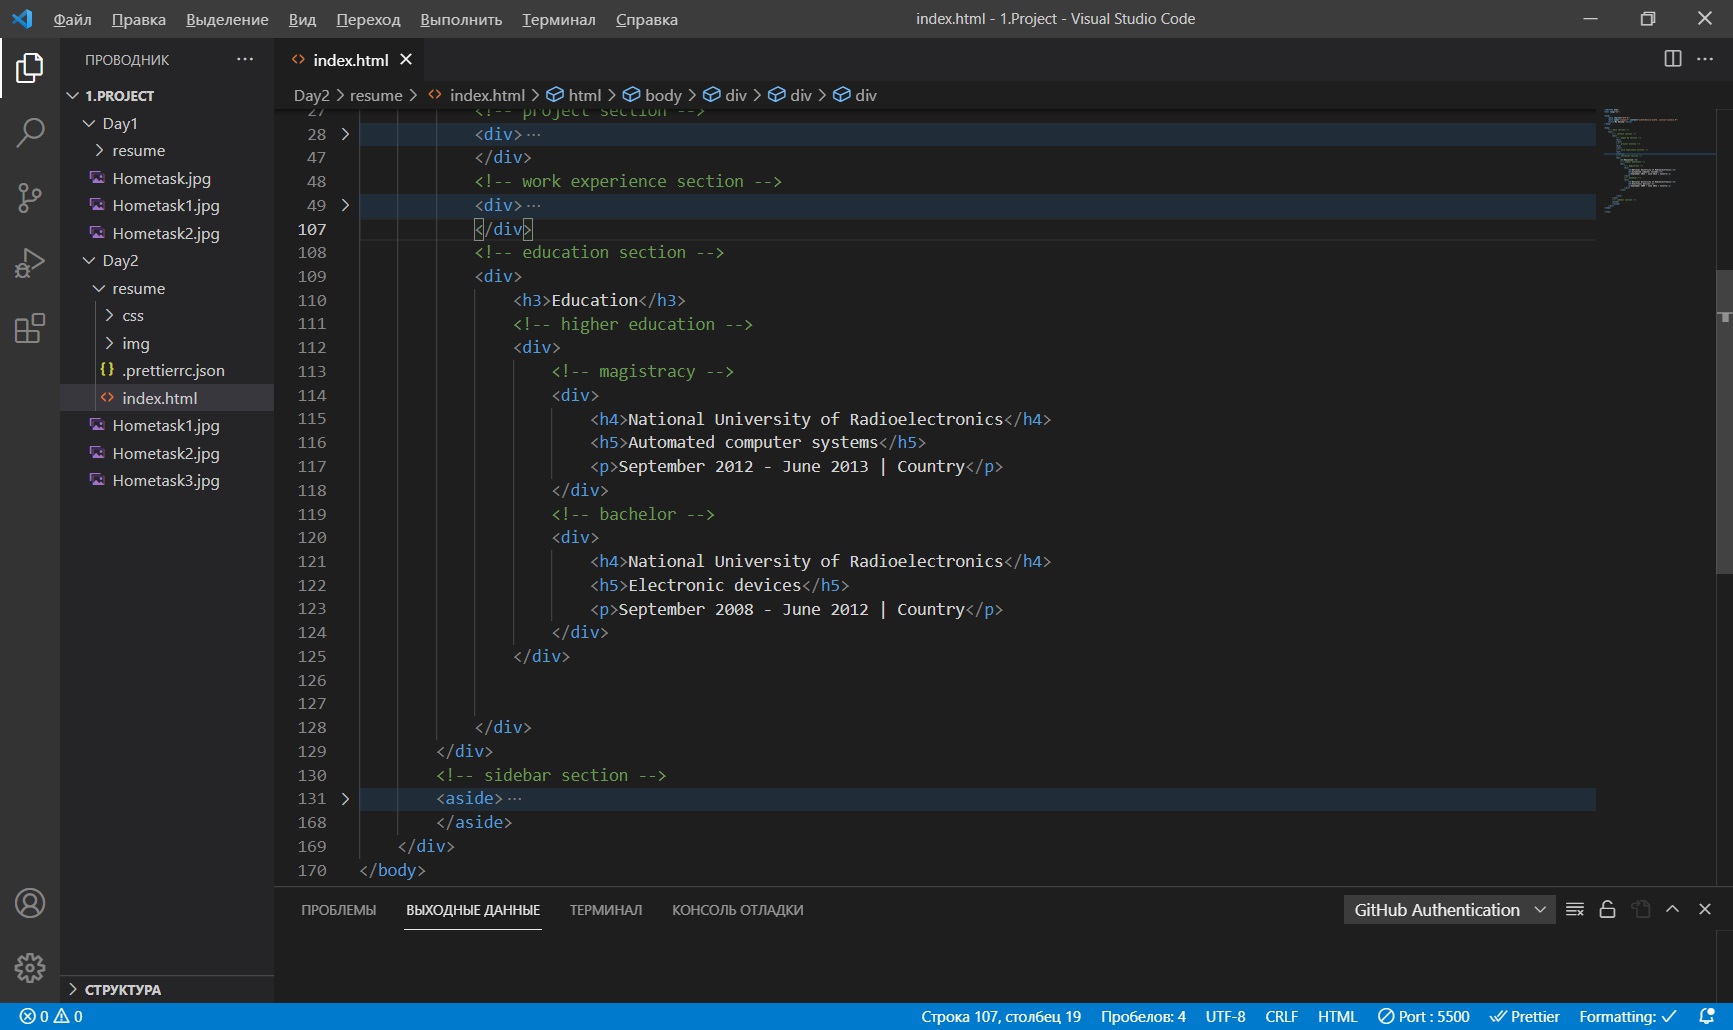 Файл Правка Выделение Вид Переход Выполнить Терминал Справка index.html - 1.Project - Visual Studio Code
ПРОВОДНИК
1.PROJECT
Day1
resume
Hometask.jpg
Hometask1.jpg
Hometask2.jpg
Day2
resume
css
img
{} .prettierrc.json
<> index.html
Hometask1.jpg
Hometask2.jpg
Hometask3.jpg
СТРУКТУРА
<> index.html
Day2 > resume > <> index.html > html > body > div > div > div
27 <!-- project section -->
28 <div>···
47 </div>
48 <!-- work experience section -->
49 <div>···
107 </div>
108 <!-- education section -->
109 <div>
110 <h3>Education</h3>
111 <!-- higher education -->
112 <div>
113 <!-- magistracy -->
114 <div>
115 <h4>National University of Radioelectronics</h4>
116 <h5>Automated computer systems</h5>
117 <p>September 2012 - June 2013 | Country</p>
118 </div>
119 <!-- bachelor -->
120 <div>
121 <h4>National University of Radioelectronics</h4>
122 <h5>Electronic devices</h5>
123 <p>September 2008 - June 2012 | Country</p>
124 </div>
125 </div>
126
127
128 </div>
129 </div>
130 <!-- sidebar section -->
131 <aside>···
168 </aside>
169 </div>
170 </body>
ПРОБЛЕМЫ ВЫХОДНЫЕ ДАННЫЕ ТЕРМИНАЛ КОНСОЛЬ ОТЛАДКИ GitHub Authentication
0 0 Строка 107, столбец 19 Пробелов: 4 UTF-8 CRLF HTML Port : 5500 Prettier Formatting: ✓